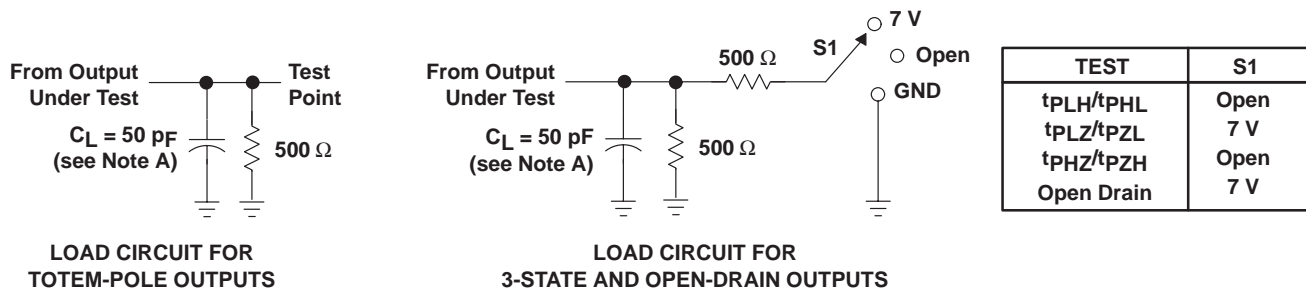 From Output
Under Test
Test
Point
CL = 50 pF
(see Note A)
500 Ω
LOAD CIRCUIT FOR
TOTEM-POLE OUTPUTS
From Output
Under Test
CL = 50 pF
(see Note A)
500 Ω
500 Ω
S1
7 V
Open
GND
LOAD CIRCUIT FOR
3-STATE AND OPEN-DRAIN OUTPUTS
TEST S1
tPLH/tPHL Open
tPLZ/tPZL 7 V
tPHZ/tPZH Open
Open Drain 7 V